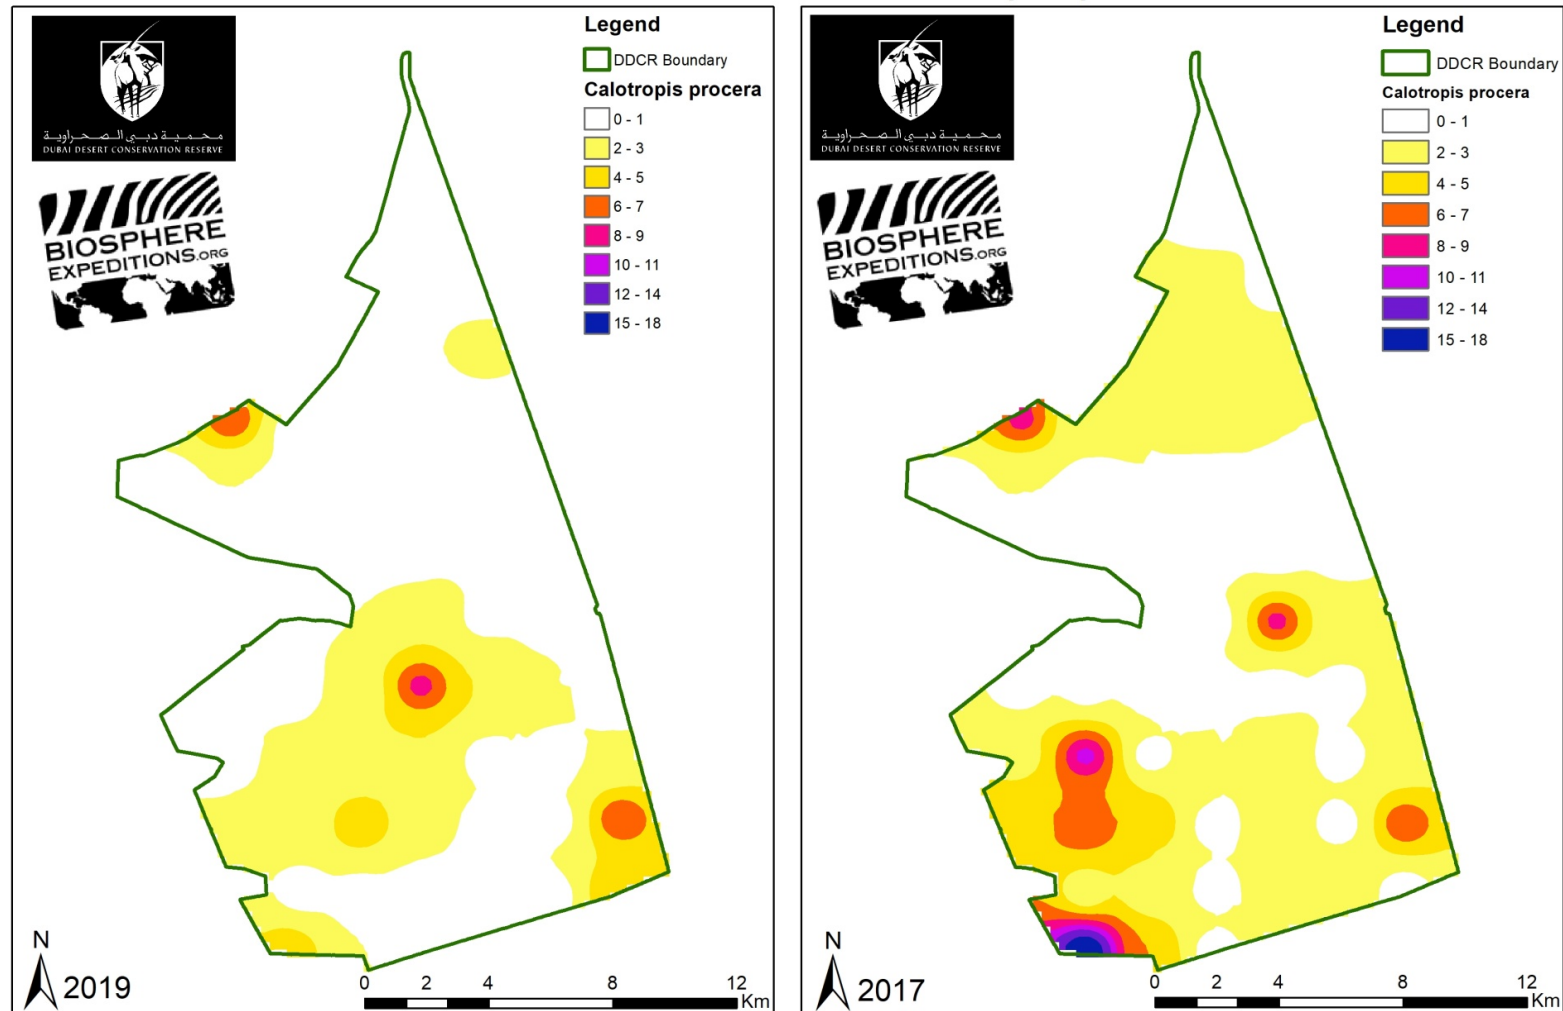 محمية دبي الصحراوية
DUBAI DESERT CONSERVATION RESERVE
BIOSPHERE
EXPEDITIONS.ORG
Legend
DDCR Boundary
Calotropis procera
0 - 1
2 - 3
4 - 5
6 - 7
8 - 9
10 - 11
12 - 14
15 - 18
N
2019
0 2 4 8 12
Km
محمية دبي الصحراوية
DUBAI DESERT CONSERVATION RESERVE
BIOSPHERE
EXPEDITIONS.ORG
Legend
DDCR Boundary
Calotropis procera
0 - 1
2 - 3
4 - 5
6 - 7
8 - 9
10 - 11
12 - 14
15 - 18
N
2017
0 2 4 8 12
Km